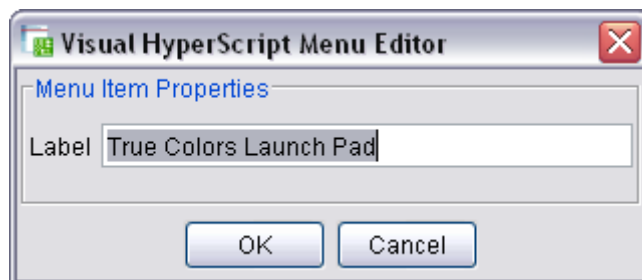 Visual HyperScript Menu Editor
Menu Item Properties
Label True Colors Launch Pad
OK Cancel